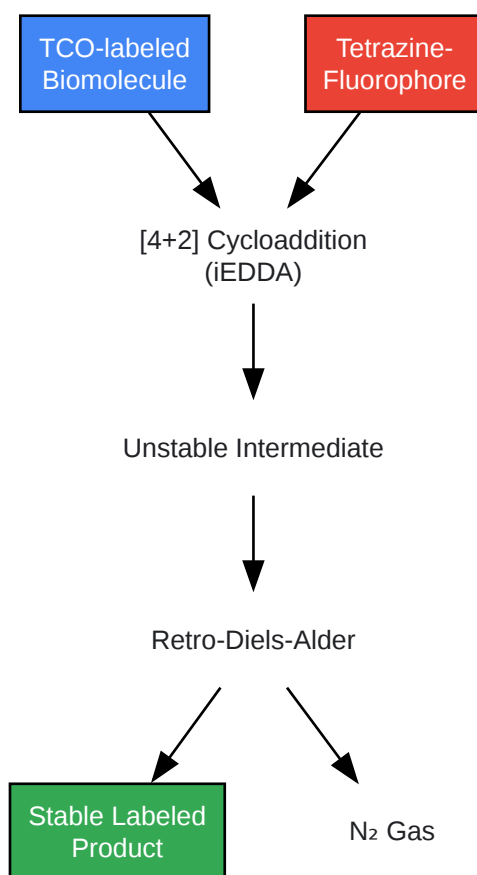 TCO-labeled
Biomolecule
Tetrazine-
Fluorophore
[4+2] Cycloaddition
(iEDDA)
Unstable Intermediate
Retro-Diels-Alder
Stable Labeled
Product
N₂ Gas